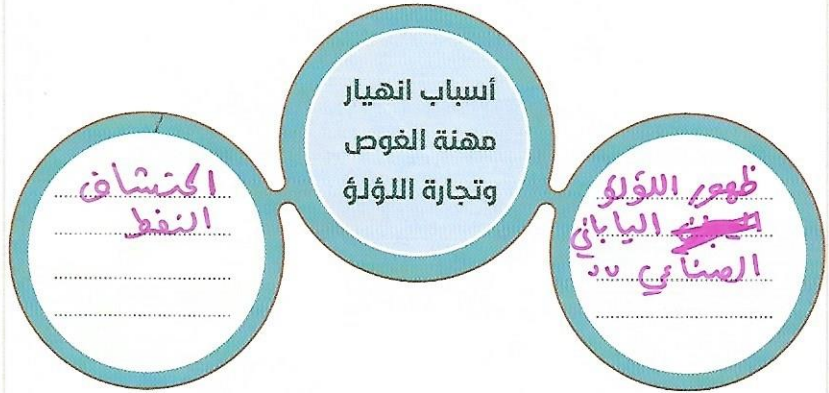 أسباب انهيار
مهنة الغوص
وتجارة اللؤلؤ
ظهور اللؤلؤ
الياباني
الصناعي
اكتشاف
النفط